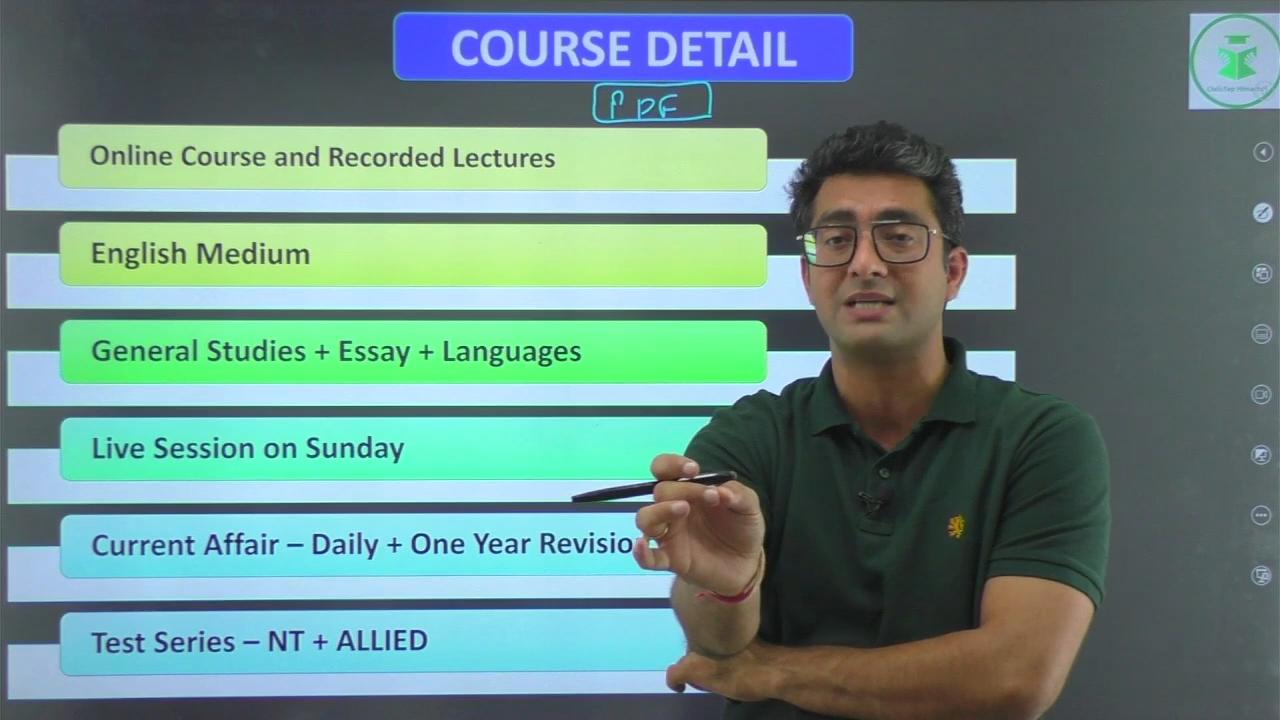 COURSE DETAIL
PDF
Online Course and Recorded Lectures
English Medium
General Studies + Essay + Languages
Live Session on Sunday
Current Affair – Daily + One Year Revisio
Test Series – NT + ALLIED